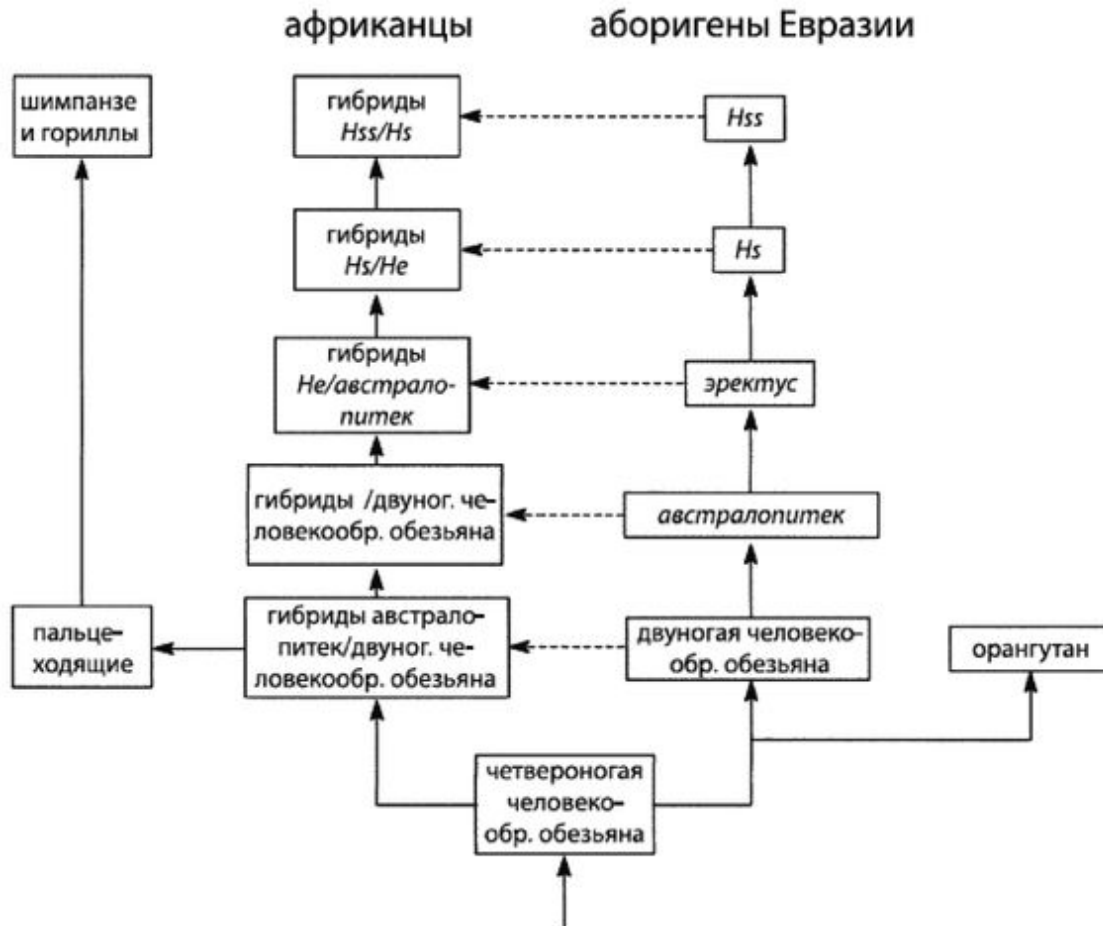 африканцы
аборигены Евразии
шимпанзе
и гориллы
гибриды
Hss/Hs
Hss
гибриды
Hs/He
Hs
гибриды
He/австрало-
питек
эректус
гибриды /двуног. че-
ловекообр. обезьяна
австралопитек
пальце-
ходящие
гибриды австрало-
питек/двуног. че-
ловекообр. обезьяна
двуногая человеко-
обр. обезьяна
орангутан
четвероногая
человеко-
обр. обезьяна